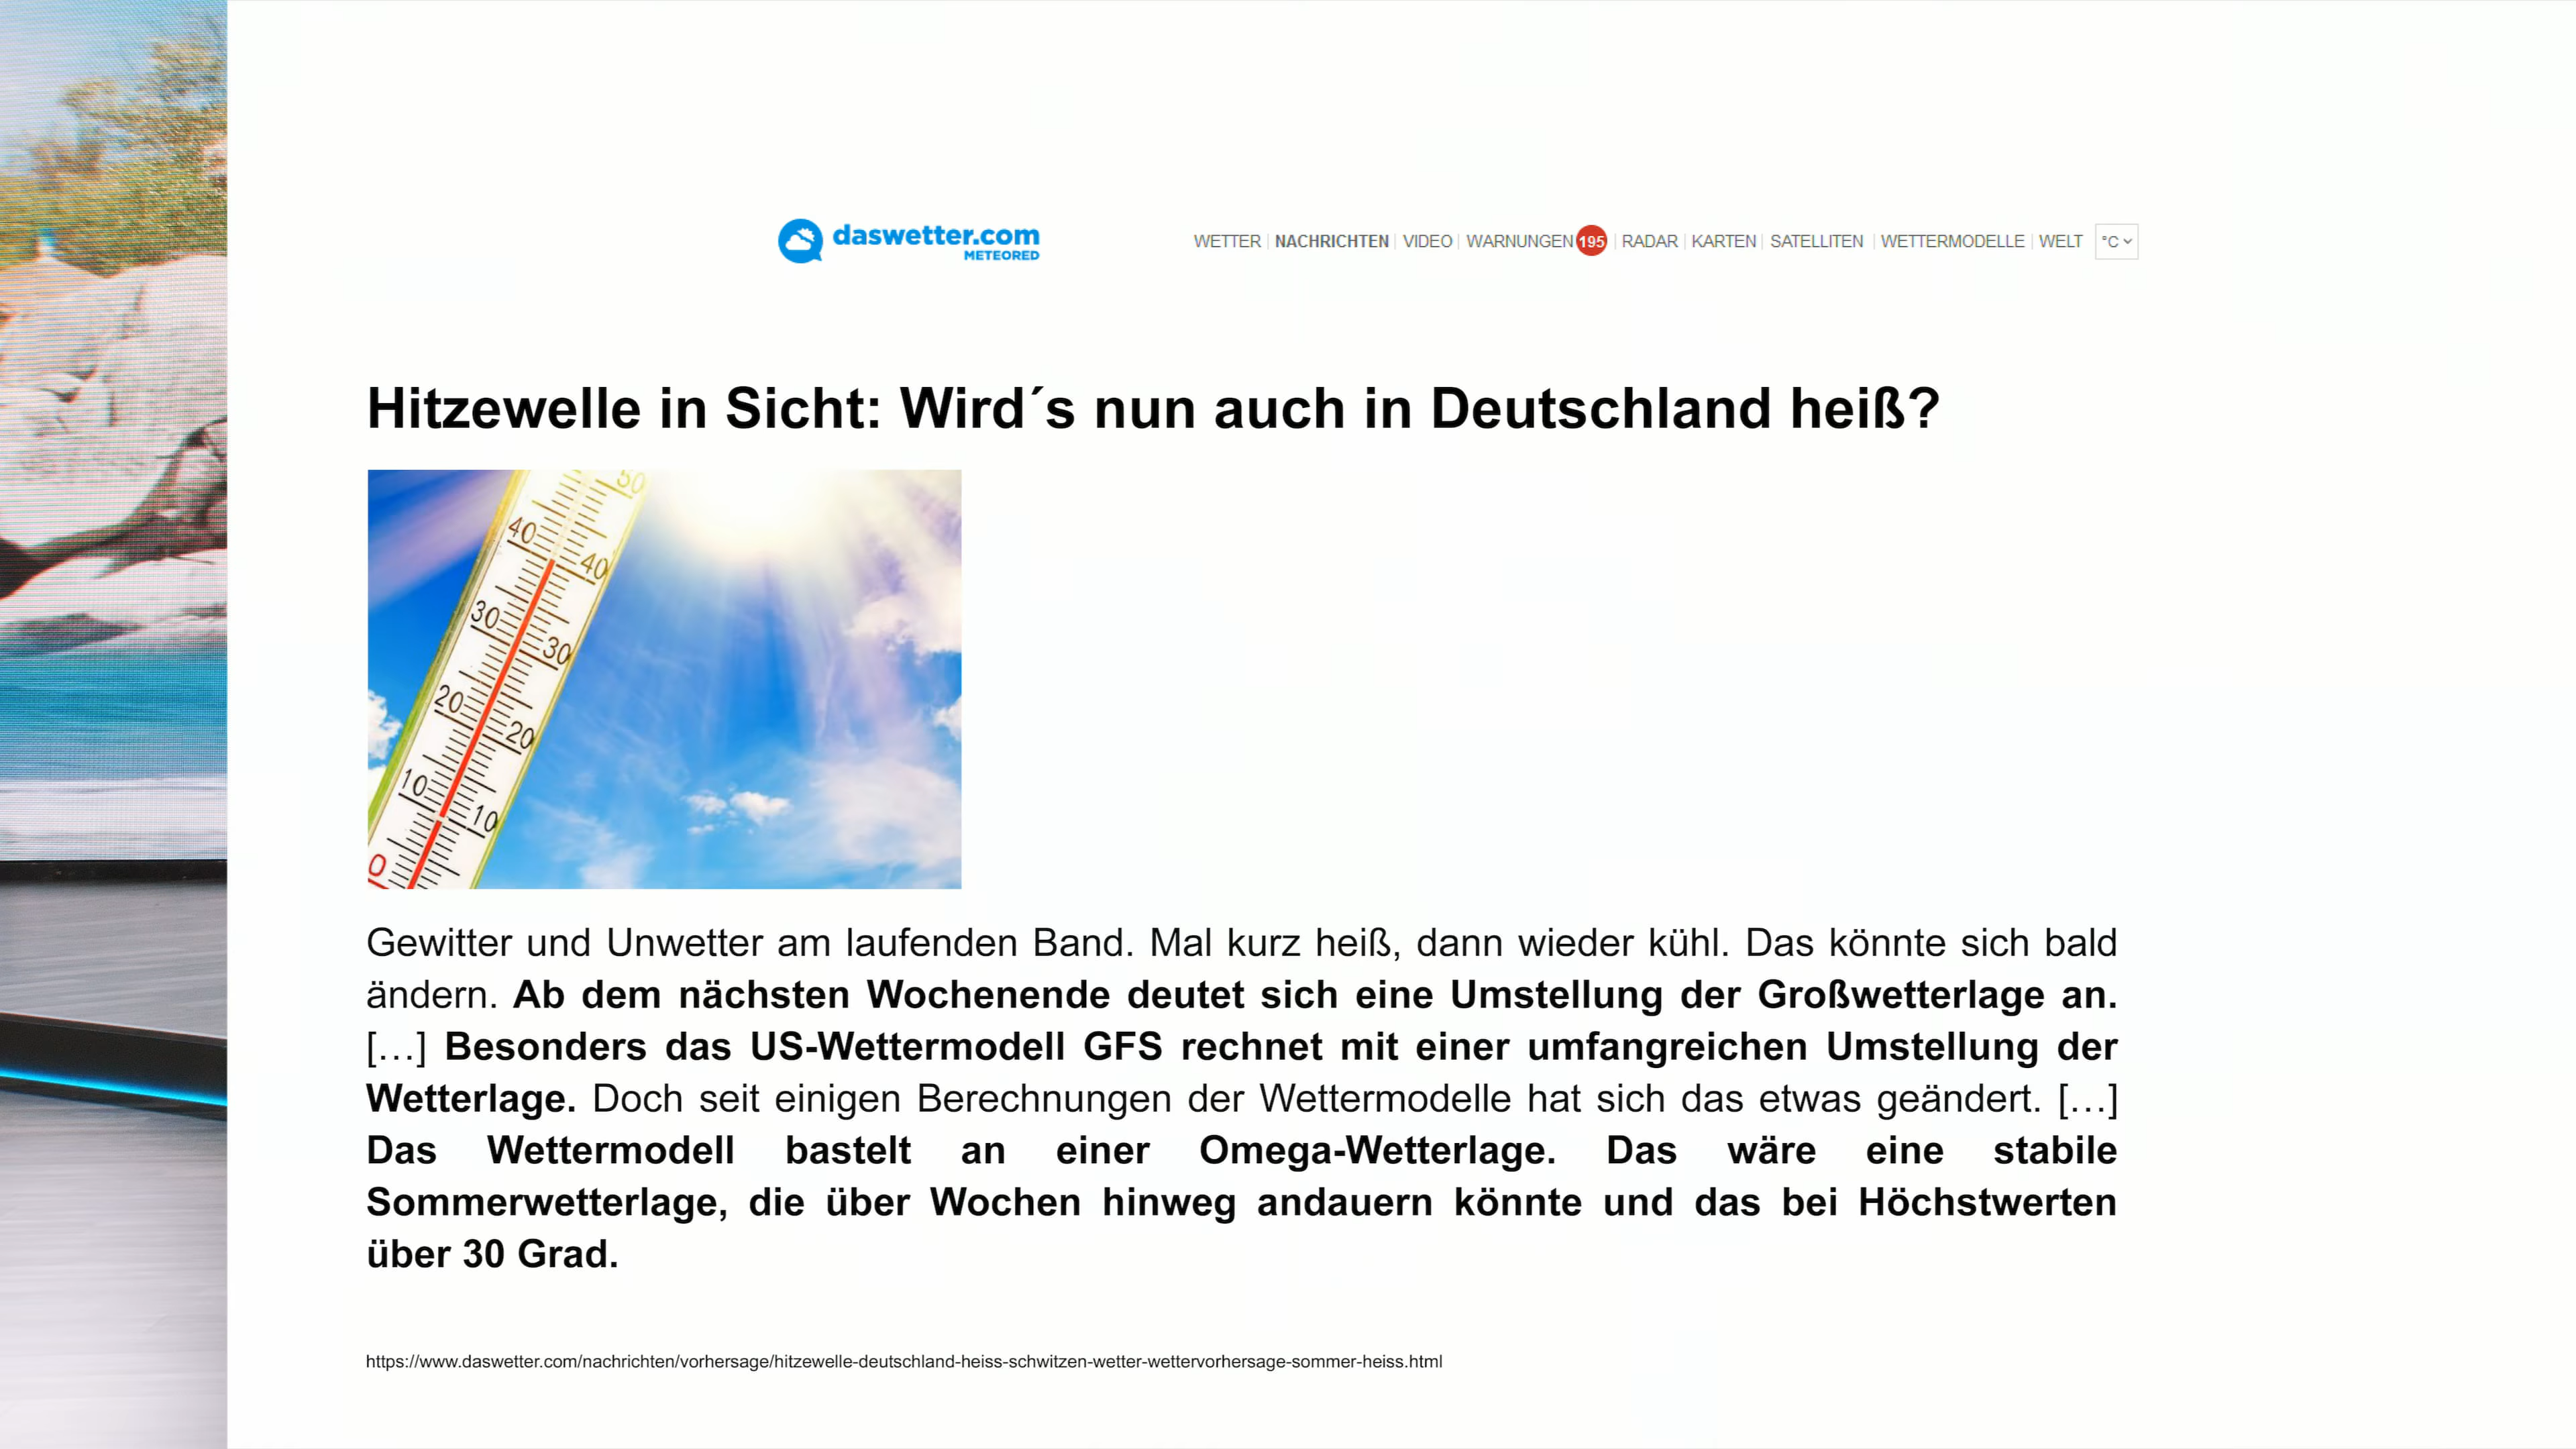 daswetter.com
METEORED
WETTER | NACHRICHTEN | VIDEO | WARNUNGEN 195 | RADAR | KARTEN | SATELLITEN | WETTERMODELLE | WELT °C
Hitzewelle in Sicht: Wird´s nun auch in Deutschland heiß?
50
40
40
30
30
20
20
10
10
0
Gewitter und Unwetter am laufenden Band. Mal kurz heiß, dann wieder kühl. Das könnte sich bald
ändern. Ab dem nächsten Wochenende deutet sich eine Umstellung der Großwetterlage an.
[…] Besonders das US-Wettermodell GFS rechnet mit einer umfangreichen Umstellung der
Wetterlage. Doch seit einigen Berechnungen der Wettermodelle hat sich das etwas geändert. […]
Das Wettermodell bastelt an einer Omega-Wetterlage. Das wäre eine stabile
Sommerwetterlage, die über Wochen hinweg andauern könnte und das bei Höchstwerten
über 30 Grad.
https://www.daswetter.com/nachrichten/vorhersage/hitzewelle-deutschland-heiss-schwitzen-wetter-wettervorhersage-sommer-heiss.html